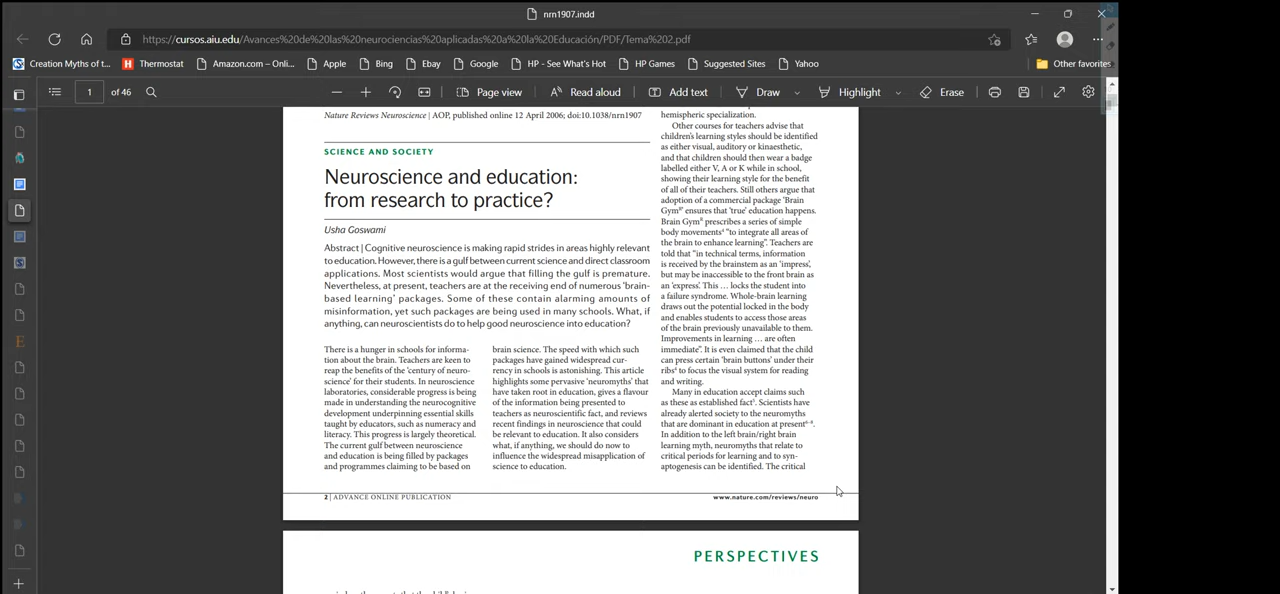 nrn1907.indd
https://cursos.aiu.edu/Avances%20de%20las%20neurociencias%20aplicadas%20a%20la%20Educación/PDF/Tema%202.pdf
Creation Myths of t... Thermostat Amazon.com – Onli... Apple Bing Ebay Google HP - See What's Hot HP Games Suggested Sites Yahoo Other favorites
1 of 46 Page view Read aloud Add text Draw Highlight Erase
Nature Reviews Neuroscience | AOP, published online 12 April 2006; doi:10.1038/nrn1907
SCIENCE AND SOCIETY
Neuroscience and education:
from research to practice?
Usha Goswami
Abstract | Cognitive neuroscience is making rapid strides in areas highly relevant
to education. However, there is a gulf between current science and direct classroom
applications. Most scientists would argue that filling the gulf is premature.
Nevertheless, at present, teachers are at the receiving end of numerous 'brain-
based learning' packages. Some of these contain alarming amounts of
misinformation, yet such packages are being used in many schools. What, if
anything, can neuroscientists do to help good neuroscience into education?
There is a hunger in schools for informa-
tion about the brain. Teachers are keen to
reap the benefits of the 'century of neuro-
science' for their students. In neuroscience
laboratories, considerable progress is being
made in understanding the neurocognitive
development underpinning essential skills
taught by educators, such as numeracy and
literacy. This progress is largely theoretical.
The current gulf between neuroscience
and education is being filled by packages
and programmes claiming to be based on
brain science. The speed with which such
packages have gained widespread cur-
rency in schools is astonishing. This article
highlights some pervasive 'neuromyths' that
have taken root in education, gives a flavour
of the information being presented to
teachers as neuroscientific fact, and reviews
recent findings in neuroscience that could
be relevant to education. It also considers
what, if anything, we should do now to
influence the widespread misapplication of
science to education.
hemispheric specialization.
Other courses for teachers advise that
children's learning styles should be identified
as either visual, auditory or kinaesthetic,
and that children should then wear a badge
labelled either V, A or K while in school,
showing their learning style for the benefit
of all of their teachers. Still others argue that
adoption of a commercial package 'Brain
Gym' ensures that 'true' education happens.
Brain Gym prescribes a series of simple
body movements⁴ "to integrate all areas of
the brain to enhance learning". Teachers are
told that "in technical terms, information
is received by the brainstem as an 'impress',
but may be inaccessible to the front brain as
an 'express'. This ... locks the student into
a failure syndrome. Whole-brain learning
draws out the potential locked in the body
and enables students to access those areas
of the brain previously unavailable to them.
Improvements in learning ... are often
immediate". It is even claimed that the child
can press certain 'brain buttons' under their
ribs⁴ to focus the visual system for reading
and writing.
Many in education accept claims such
as these as established fact⁵. Scientists have
already alerted society to the neuromyths
that are dominant in education at present⁶⁻⁸.
In addition to the left brain/right brain
learning myth, neuromyths that relate to
critical periods for learning and to syn-
aptogenesis can be identified. The critical
2 | ADVANCE ONLINE PUBLICATION
www.nature.com/reviews/neuro
PERSPECTIVES